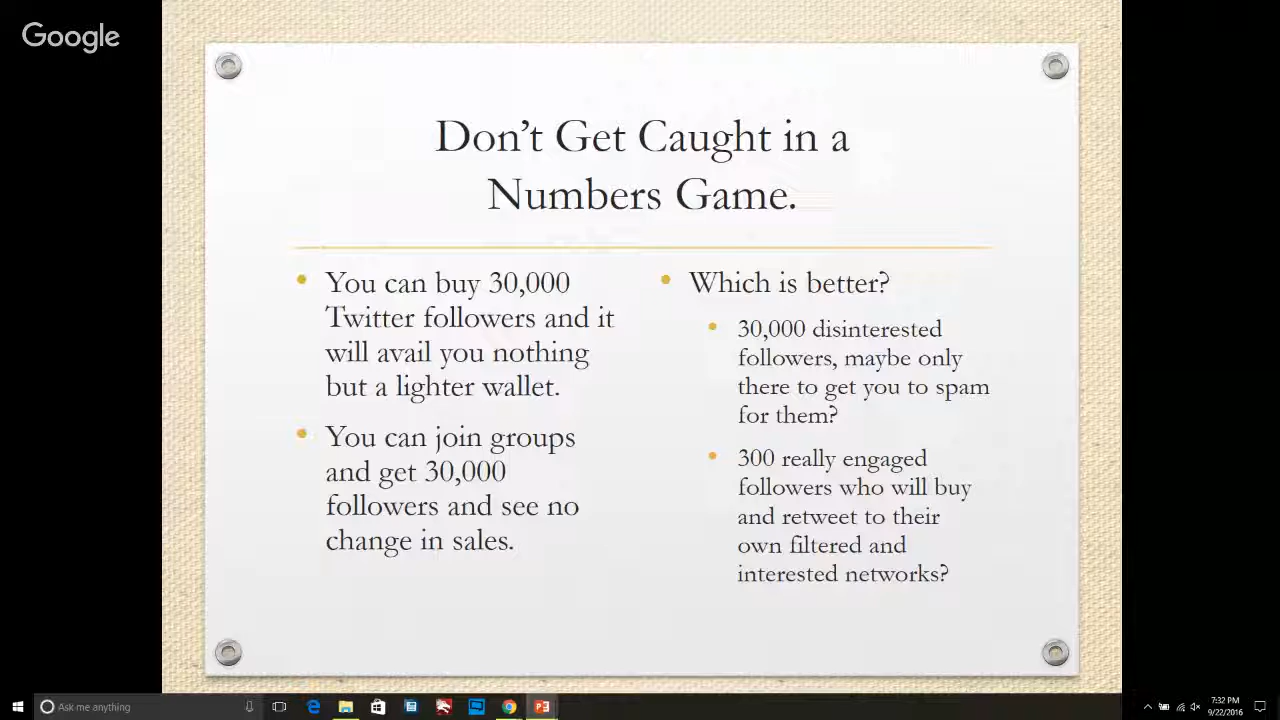 Google
Don't Get Caught in a
Numbers Game.
You can buy 30,000
Twitter followers and it
will avail you nothing
but a lighter wallet.
You can join groups
and get 30,000
followers and see no
change in sales.
Which is better?
30,000 disinterested
followers, maybe only
there to get you to spam
for them?
300 really engaged
followers who will buy
and retweet to their
own filtered and
interested networks?
Ask me anything
7:32 PM
9/22/2016